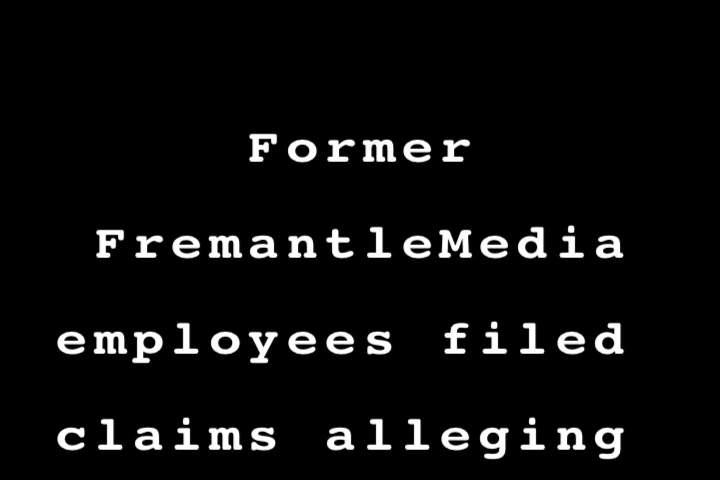 Former
FremantleMedia
employees filed
claims alleging